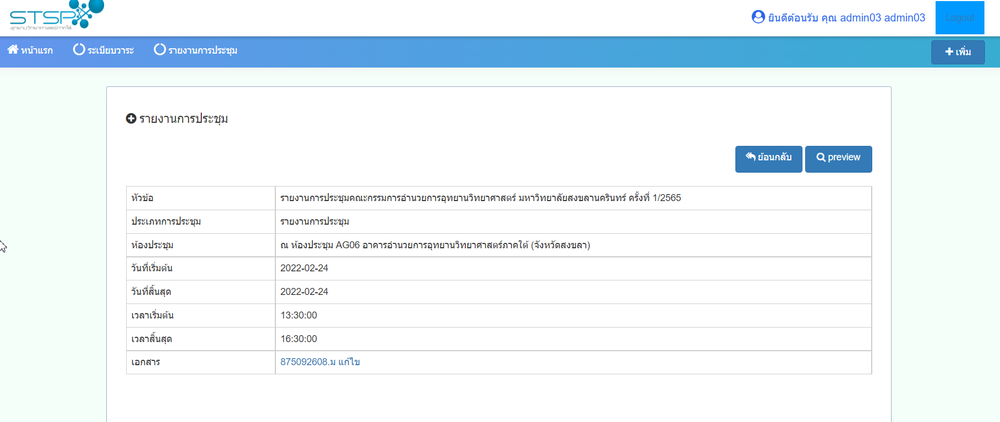 STSP
อุทยานวิทยาศาสตร์ภาคใต้
ยินดีต้อนรับ คุณ admin03 admin03
Logout
หน้าแรก
ระเบียบวาระ
รายงานการประชุม
เพิ่ม
รายงานการประชุม
ย้อนกลับ
preview
หัวข้อ รายงานการประชุมคณะกรรมการอำนวยการอุทยานวิทยาศาสตร์ มหาวิทยาลัยสงขลานครินทร์ ครั้งที่ 1/2565
ประเภทการประชุม รายงานการประชุม
ห้องประชุม ณ ห้องประชุม AG06 อาคารอำนวยการอุทยานวิทยาศาสตร์ภาคใต้ (จังหวัดสงขลา)
วันที่เริ่มต้น 2022-02-24
วันที่สิ้นสุด 2022-02-24
เวลาเริ่มต้น 13:30:00
เวลาสิ้นสุด 16:30:00
เอกสาร 875092608.ม แก้ไข